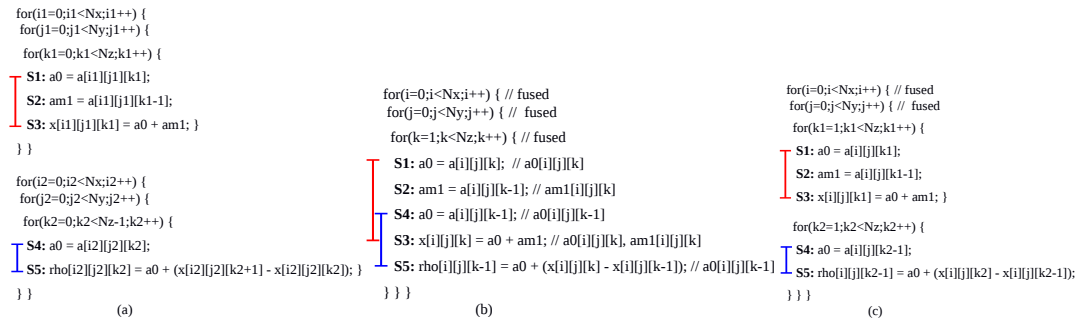 for(i1=0;i1<Nx;i1++) {
for(j1=0;j1<Ny;j1++) {
for(k1=0;k1<Nz;k1++) {
S1: a0 = a[i1][j1][k1];
S2: am1 = a[i1][j1][k1-1];
S3: x[i1][j1][k1] = a0 + am1; }
} }
for(i2=0;i2<Nx;i2++) {
for(j2=0;j2<Ny;j2++) {
for(k2=0;k2<Nz-1;k2++) {
S4: a0 = a[i2][j2][k2];
S5: rho[i2][j2][k2] = a0 + (x[i2][j2][k2+1] - x[i2][j2][k2]); }
} }
(a)
for(i=0;i<Nx;i++) { // fused
for(j=0;j<Ny;j++) { // fused
for(k=1;k<Nz;k++) { // fused
S1: a0 = a[i][j][k]; // a0[i][j][k]
S2: am1 = a[i][j][k-1]; // am1[i][j][k]
S4: a0 = a[i][j][k-1]; // a0[i][j][k-1]
S3: x[i][j][k] = a0 + am1; // a0[i][j][k], am1[i][j][k]
S5: rho[i][j][k-1] = a0 + (x[i][j][k] - x[i][j][k-1]); // a0[i][j][k-1]
} } }
(b)
for(i=0;i<Nx;i++) { // fused
for(j=0;j<Ny;j++) { // fused
for(k1=1;k1<Nz;k1++) {
S1: a0 = a[i][j][k1];
S2: am1 = a[i][j][k1-1];
S3: x[i][j][k1] = a0 + am1; }
for(k2=1;k2<Nz;k2++) {
S4: a0 = a[i][j][k2-1];
S5: rho[i][j][k2-1] = a0 + (x[i][j][k2] - x[i][j][k2-1]);
} } }
(c)